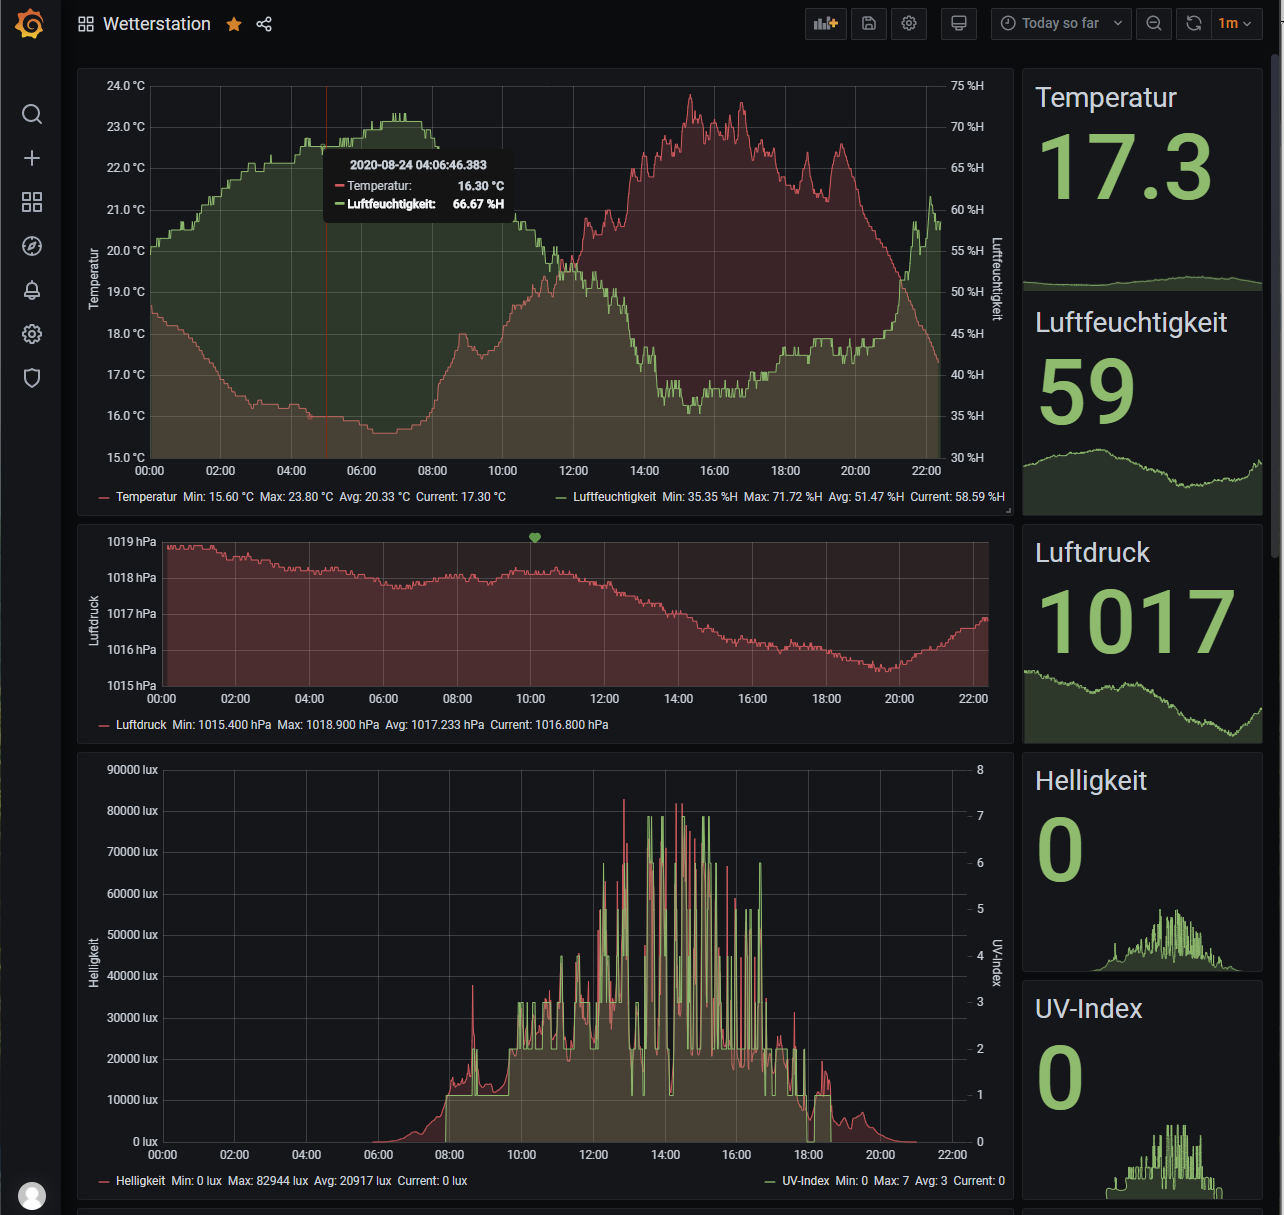 Wetterstation
Today so far
1m
24.0 °C
23.0 °C
22.0 °C
21.0 °C
20.0 °C
19.0 °C
18.0 °C
17.0 °C
16.0 °C
15.0 °C
Temperatur
75 %H
70 %H
65 %H
60 %H
55 %H
50 %H
45 %H
40 %H
35 %H
30 %H
Luftfeuchtigkeit
2020-08-24 04:06:46.383
Temperatur: 16.30 °C
Luftfeuchtigkeit: 66.67 %H
00:00 02:00 04:00 06:00 08:00 10:00 12:00 14:00 16:00 18:00 20:00 22:00
Temperatur Min: 15.60 °C Max: 23.80 °C Avg: 20.33 °C Current: 17.30 °C
Luftfeuchtigkeit Min: 35.35 %H Max: 71.72 %H Avg: 51.47 %H Current: 58.59 %H
Temperatur
17.3
Luftfeuchtigkeit
59
1019 hPa
1018 hPa
1017 hPa
1016 hPa
1015 hPa
Luftdruck
00:00 02:00 04:00 06:00 08:00 10:00 12:00 14:00 16:00 18:00 20:00 22:00
Luftdruck Min: 1015.400 hPa Max: 1018.900 hPa Avg: 1017.233 hPa Current: 1016.800 hPa
Luftdruck
1017
90000 lux
80000 lux
70000 lux
60000 lux
50000 lux
40000 lux
30000 lux
20000 lux
10000 lux
0 lux
Helligkeit
8
7
6
5
4
3
2
1
0
UV-Index
00:00 02:00 04:00 06:00 08:00 10:00 12:00 14:00 16:00 18:00 20:00 22:00
Helligkeit Min: 0 lux Max: 82944 lux Avg: 20917 lux Current: 0 lux
UV-Index Min: 0 Max: 7 Avg: 3 Current: 0
Helligkeit
0
UV-Index
0